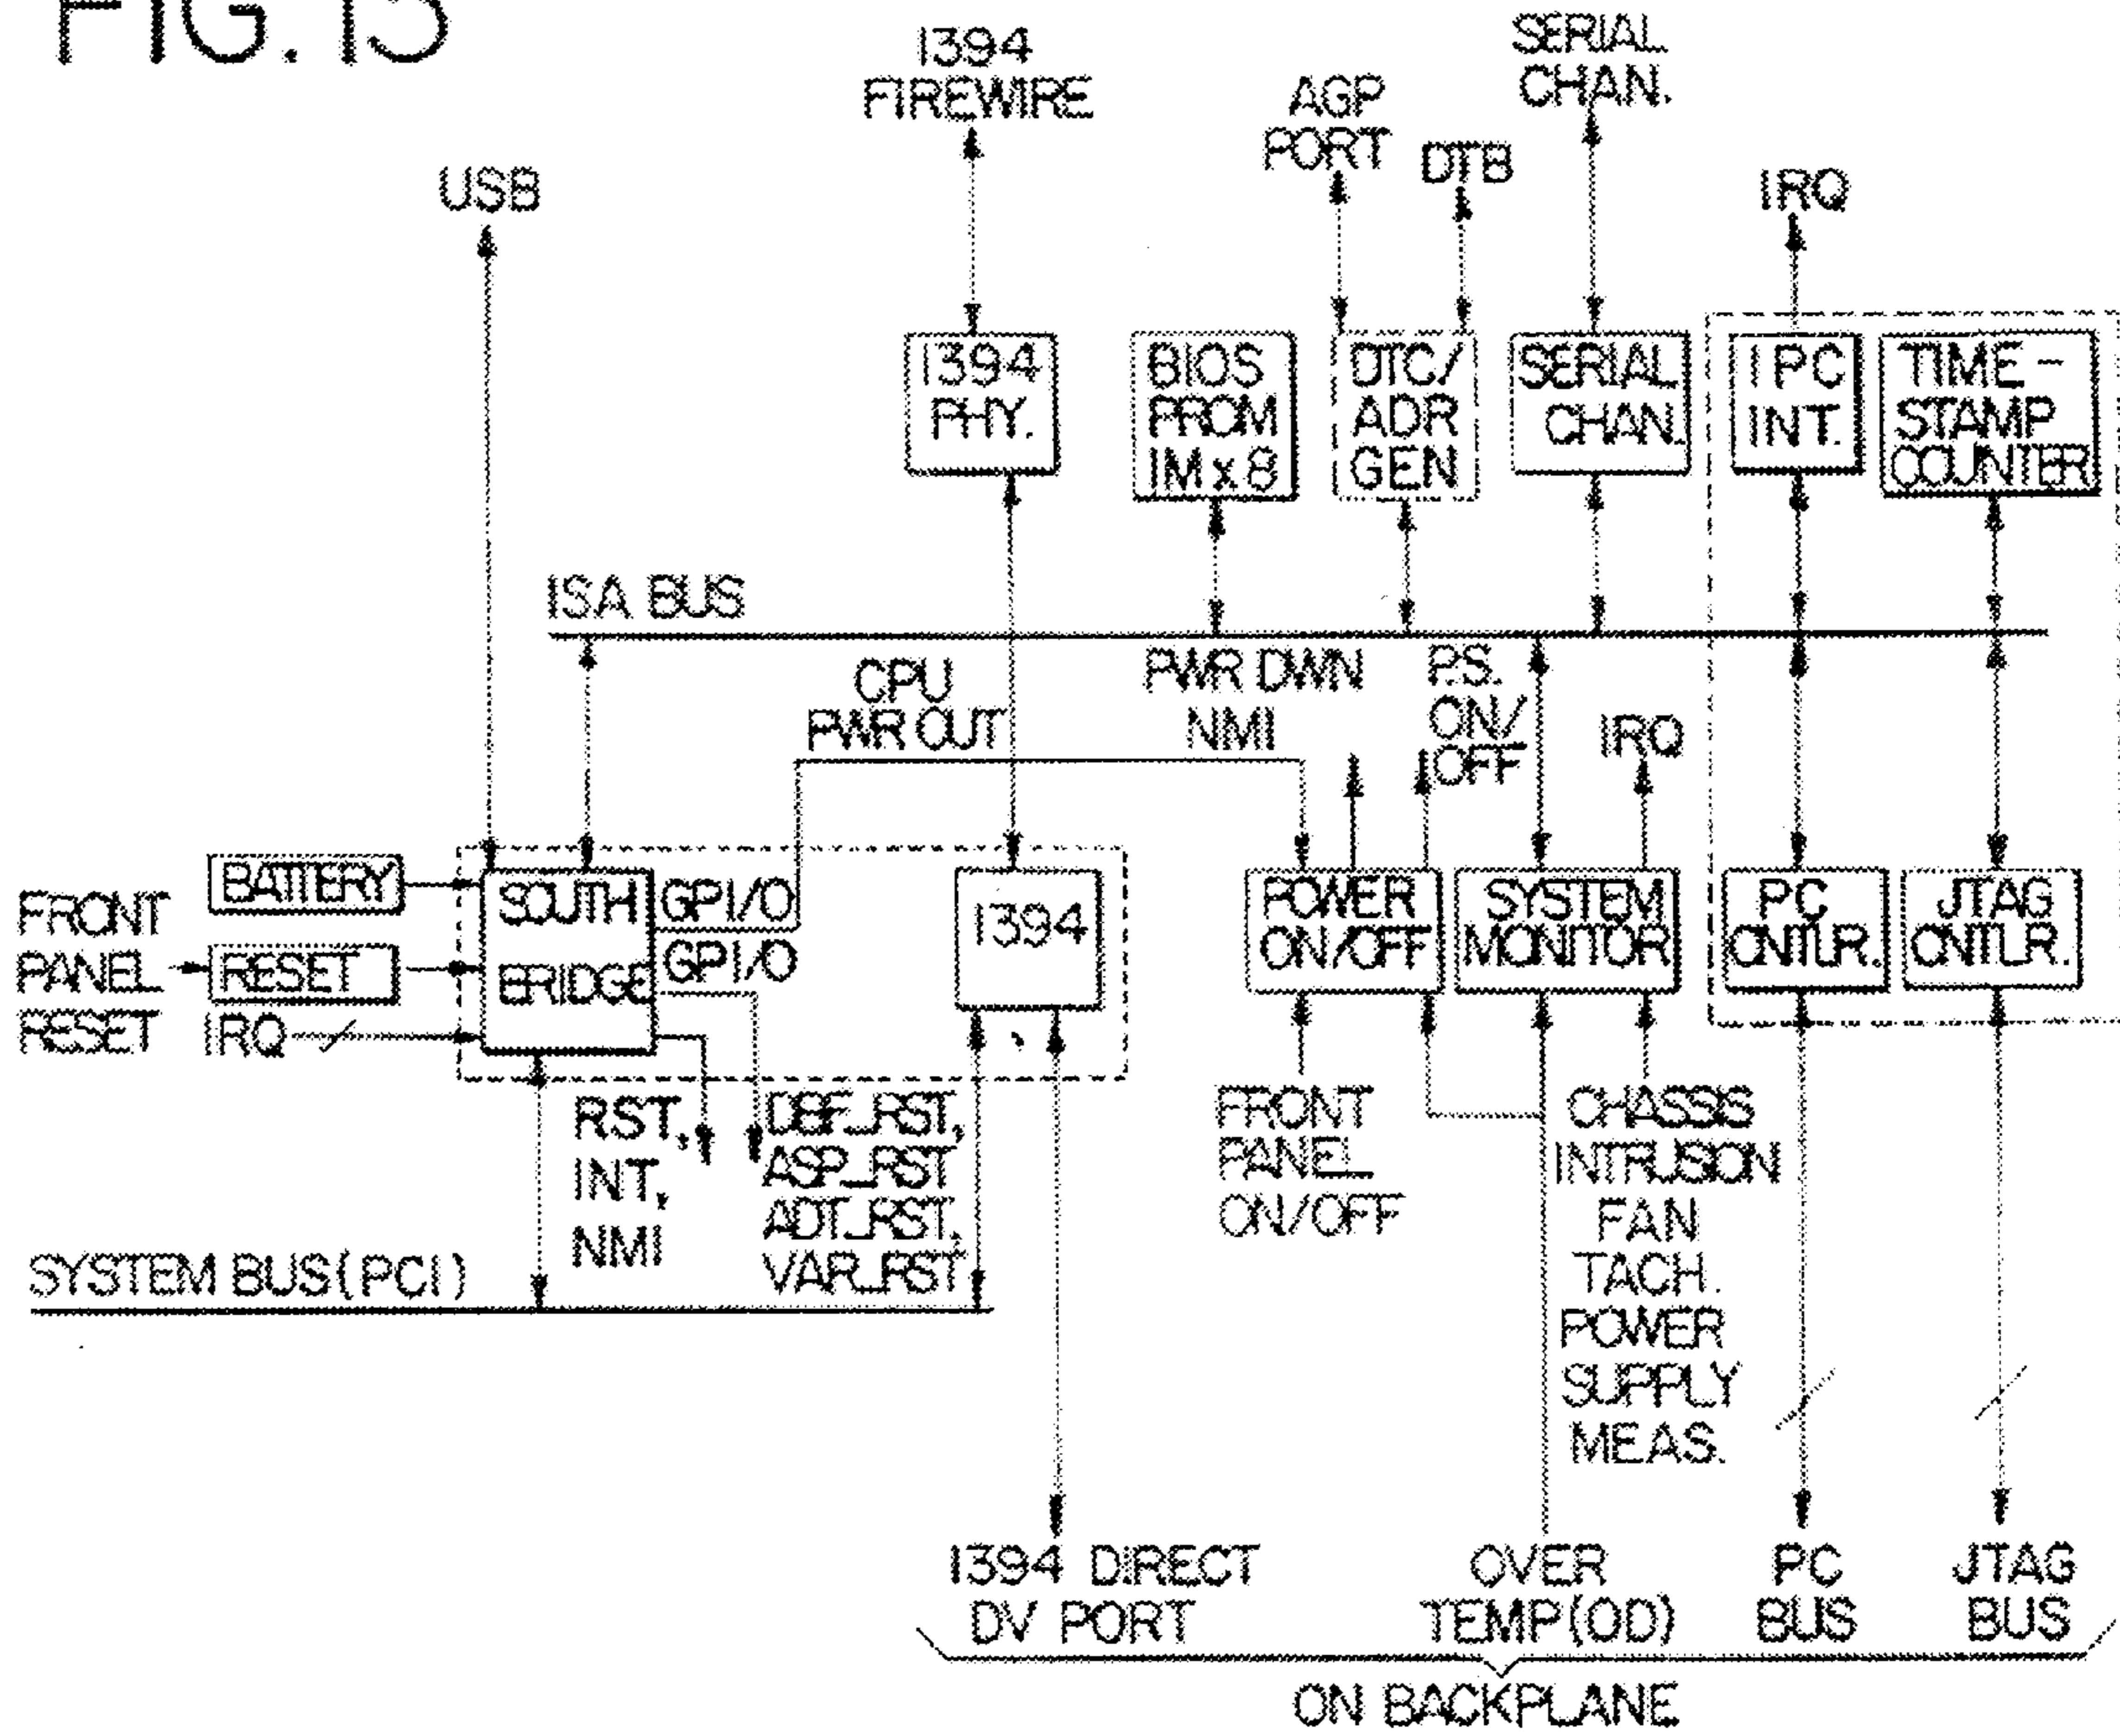 FIG. 13
1394
FIREWIRE
SERIAL
CHAN.
AGP
PORT
DTB
USB
IRQ
1394
PHY.
BIOS
PROM
1M x 8
DTC/
ADR
GEN
SERIAL
CHAN.
IPC
INT.
TIME-
STAMP
COUNTER
ISA BUS
CPU
PWR OUT
PWR DWN
NMI
P.S.
ON/
OFF
IRQ
BATTERY
FRONT
PANEL
RESET
RESET
IRQ
SOUTH
BRIDGE
GPI/O
GPI/O
1394
POWER
ON/OFF
SYSTEM
MONITOR
PC
CNTLR.
JTAG
CNTLR.
RST,
INT,
NMI
DBF_RST,
ASP_RST
ADT_RST,
VAR_RST
FRONT
PANEL
ON/OFF
CHASSIS
INTRUSION
FAN
TACH.
POWER
SUPPLY
MEAS.
SYSTEM BUS(PCI)
1394 DIRECT
DV PORT
OVER
TEMP(OD)
PC
BUS
JTAG
BUS
ON BACKPLANE